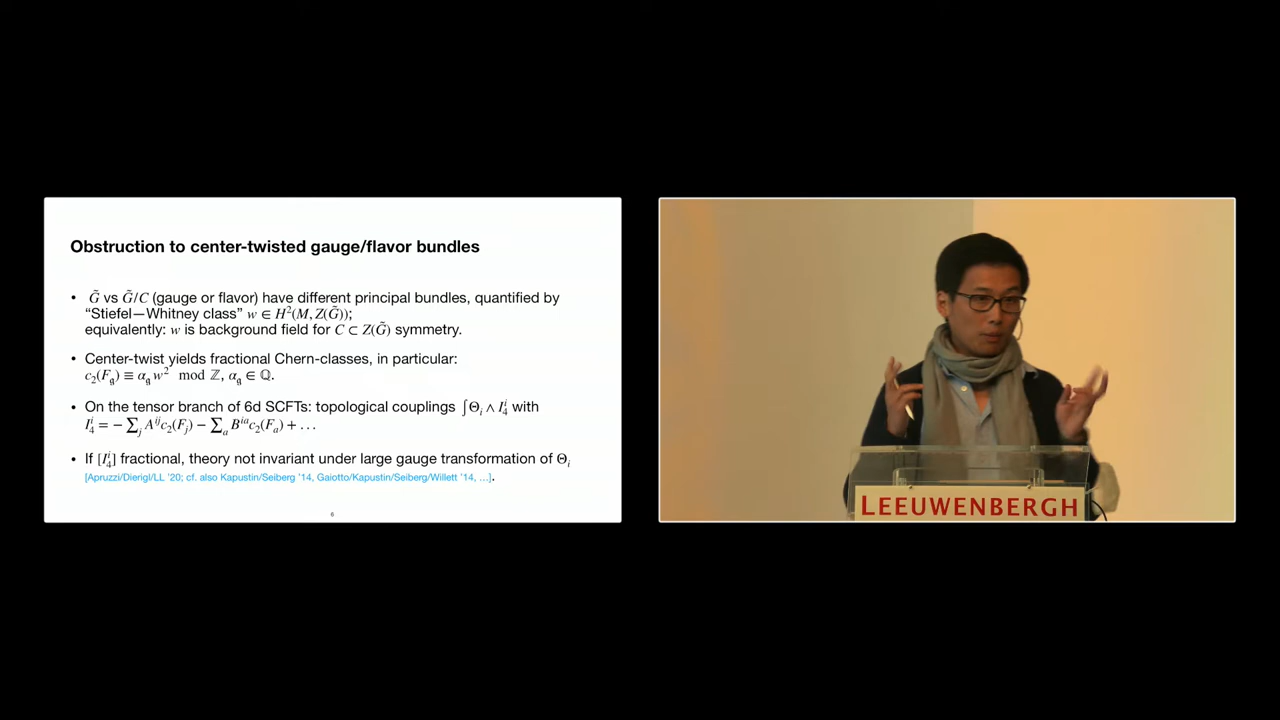 Obstruction to center-twisted gauge/flavor bundles
• G̃ vs G̃/C (gauge or flavor) have different principal bundles, quantified by
“Stiefel—Whitney class” w ∈ H²(M, Z(G̃));
equivalently: w is background field for C ⊂ Z(G̃) symmetry.
• Center-twist yields fractional Chern-classes, in particular:
c₂(F_𝔤) ≡ α_𝔤 w² mod ℤ, α_𝔤 ∈ ℚ.
• On the tensor branch of 6d SCFTs: topological couplings ∫Θᵢ ∧ I₄ⁱ with
I₄ⁱ = − ∑ⱼ Aⁱʲc₂(Fⱼ) − ∑ₐ Bⁱᵃc₂(Fₐ) + …
• If [I₄ⁱ] fractional, theory not invariant under large gauge transformation of Θᵢ
[Apruzzi/Dierigl/LL ’20; cf. also Kapustin/Seiberg ’14, Gaiotto/Kapustin/Seiberg/Willett ’14, …].
6
LEEUWENBERGH